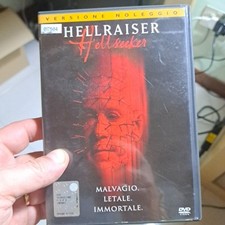 VERSIONE NOLEGGIO
HELLRAISER
Hellseeker
MALVAGIO.
LETALE.
IMMORTALE.
DVD